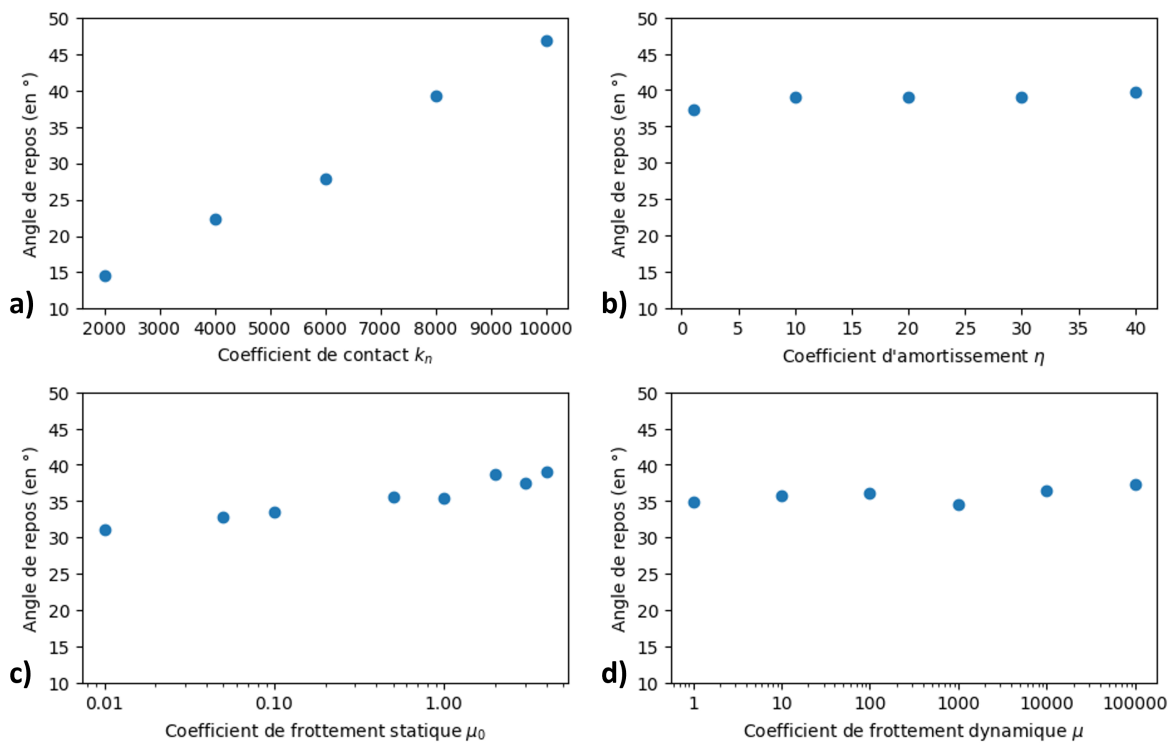 50
45
40
35
30
25
20
15
10
Angle de repos (en °)
2000 3000 4000 5000 6000 7000 8000 9000 10000
Coefficient de contact kₙ
a)
50
45
40
35
30
25
20
15
10
Angle de repos (en °)
0 5 10 15 20 25 30 35 40
Coefficient d'amortissement η
b)
50
45
40
35
30
25
20
15
10
Angle de repos (en °)
0.01 0.10 1.00
Coefficient de frottement statique μ₀
c)
50
45
40
35
30
25
20
15
10
Angle de repos (en °)
1 10 100 1000 10000 100000
Coefficient de frottement dynamique μ
d)